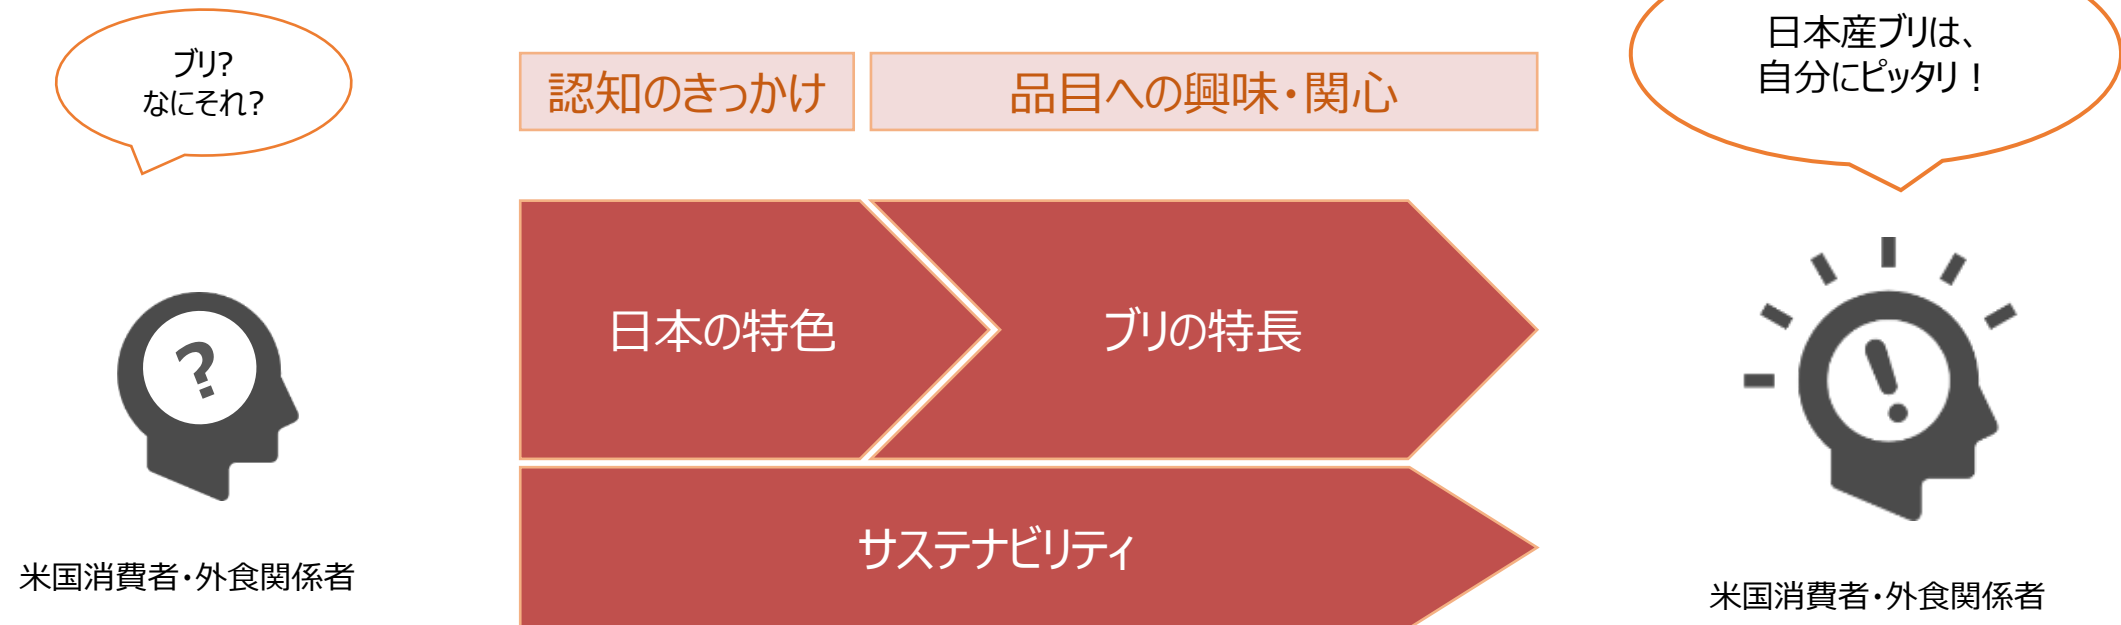 ブリ?
なにそれ?
認知のきっかけ
品目への興味・関心
日本産ブリは、
自分にピッタリ！
?
!
日本の特色
ブリの特長
サステナビリティ
米国消費者・外食関係者
米国消費者・外食関係者